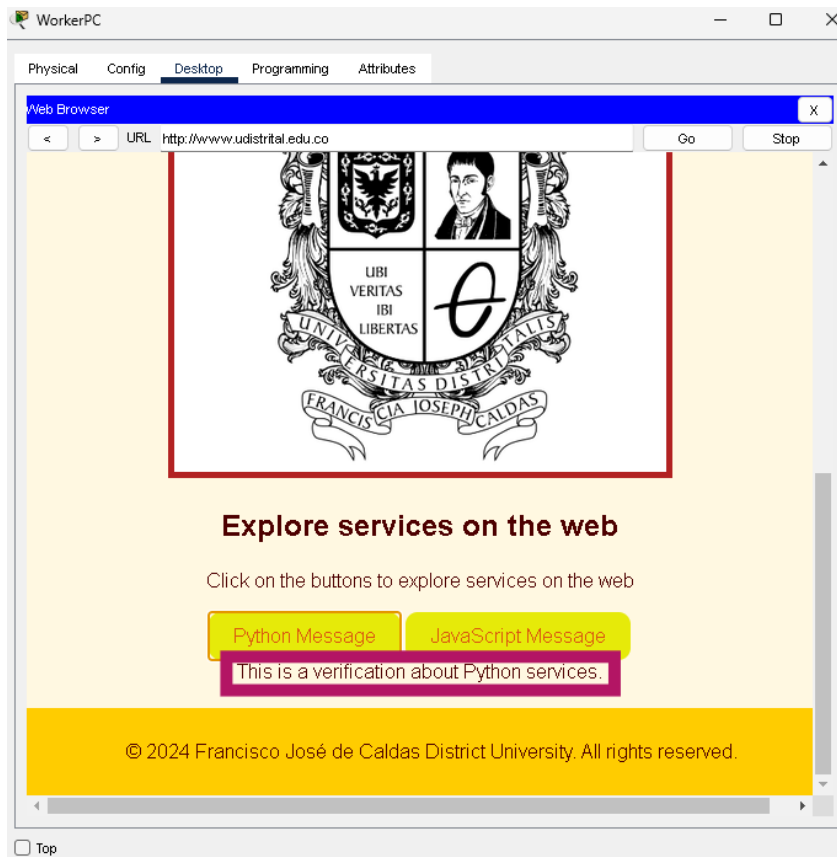 WorkerPC
Physical Config Desktop Programming Attributes
Web Browser X
< > URL http://www.udistrital.edu.co Go Stop
UBI
VERITAS
IBI
LIBERTAS
UNIVERSITAS DISTRITALIS
FRANCISCIA JOSEPH CALDAS
Explore services on the web
Click on the buttons to explore services on the web
Python Message JavaScript Message
This is a verification about Python services.
© 2024 Francisco José de Caldas District University. All rights reserved.
Top